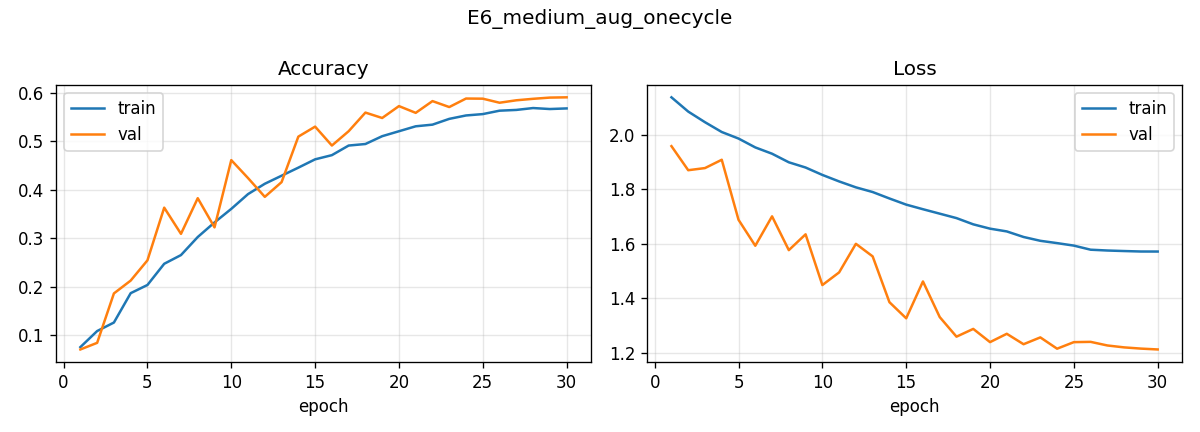 E6_medium_aug_onecycle
Accuracy
train
val
0.6
0.5
0.4
0.3
0.2
0.1
0 5 10 15 20 25 30
epoch
Loss
train
val
2.0
1.8
1.6
1.4
1.2
0 5 10 15 20 25 30
epoch